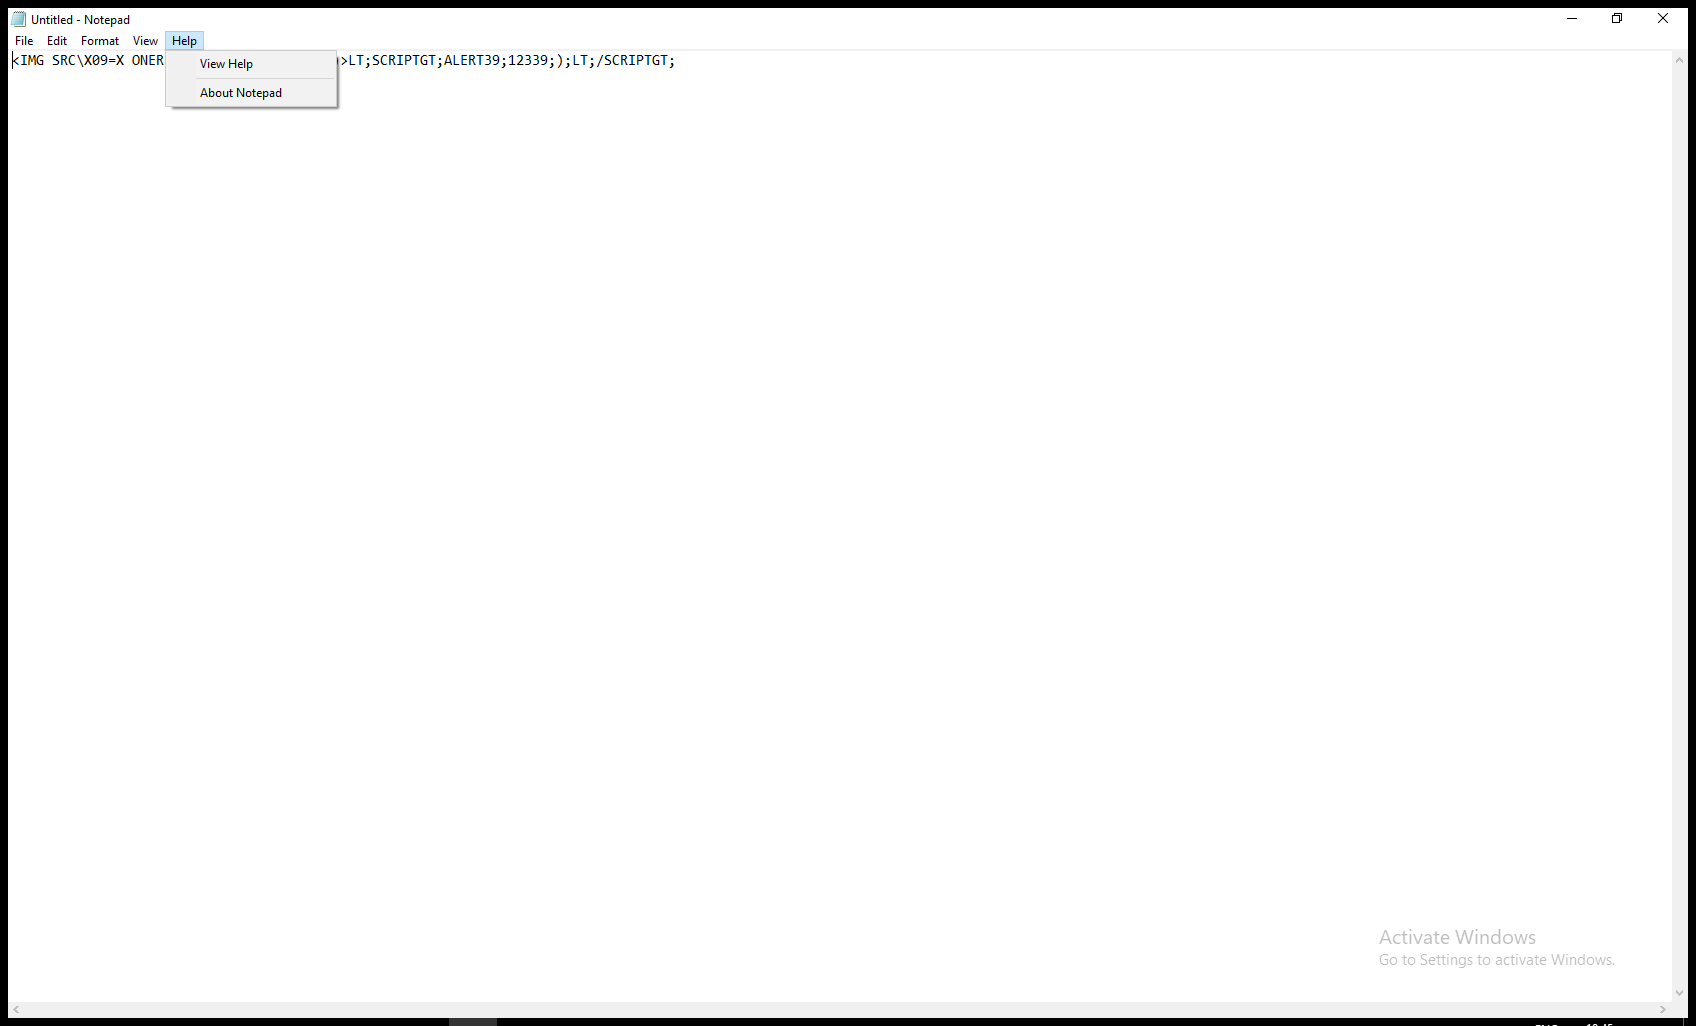 Untitled - Notepad
File Edit Format View Help
<IMG SRC\X09=X ONER >LT;SCRIPTGT;ALERT39;12339;);LT;/SCRIPTGT;
View Help
About Notepad
Activate Windows
Go to Settings to activate Windows.